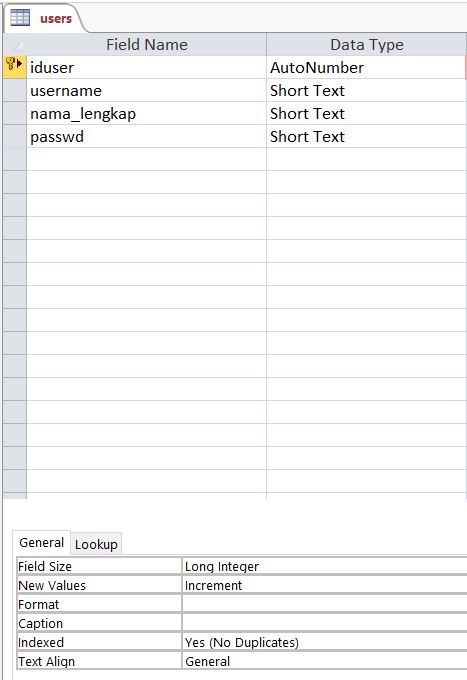 users
Field Name Data Type
iduser AutoNumber
username Short Text
nama_lengkap Short Text
passwd Short Text
General Lookup
Field Size Long Integer
New Values Increment
Format
Caption
Indexed Yes (No Duplicates)
Text Align General